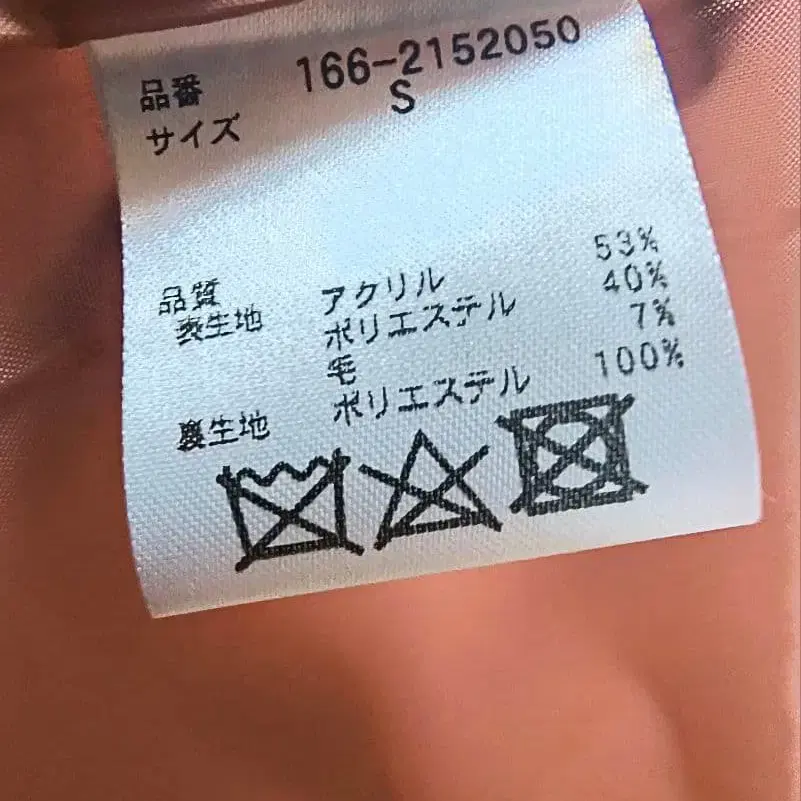 品番 166-2152050
サイズ S
品質
表生地 アクリル 53%
ポリエステル 40%
毛 7%
裏生地 ポリエステル 100%